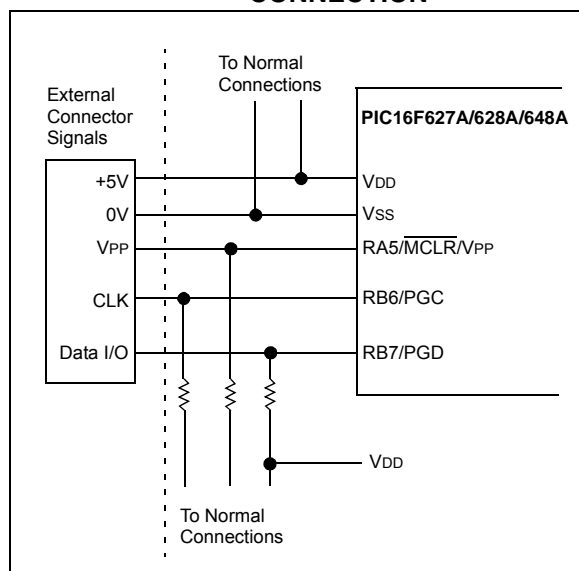 CONNECTION
To Normal
Connections
External
Connector
Signals
PIC16F627A/628A/648A
+5V
VDD
0V
VSS
VPP
RA5/MCLR/VPP
CLK
RB6/PGC
Data I/O
RB7/PGD
VDD
To Normal
Connections